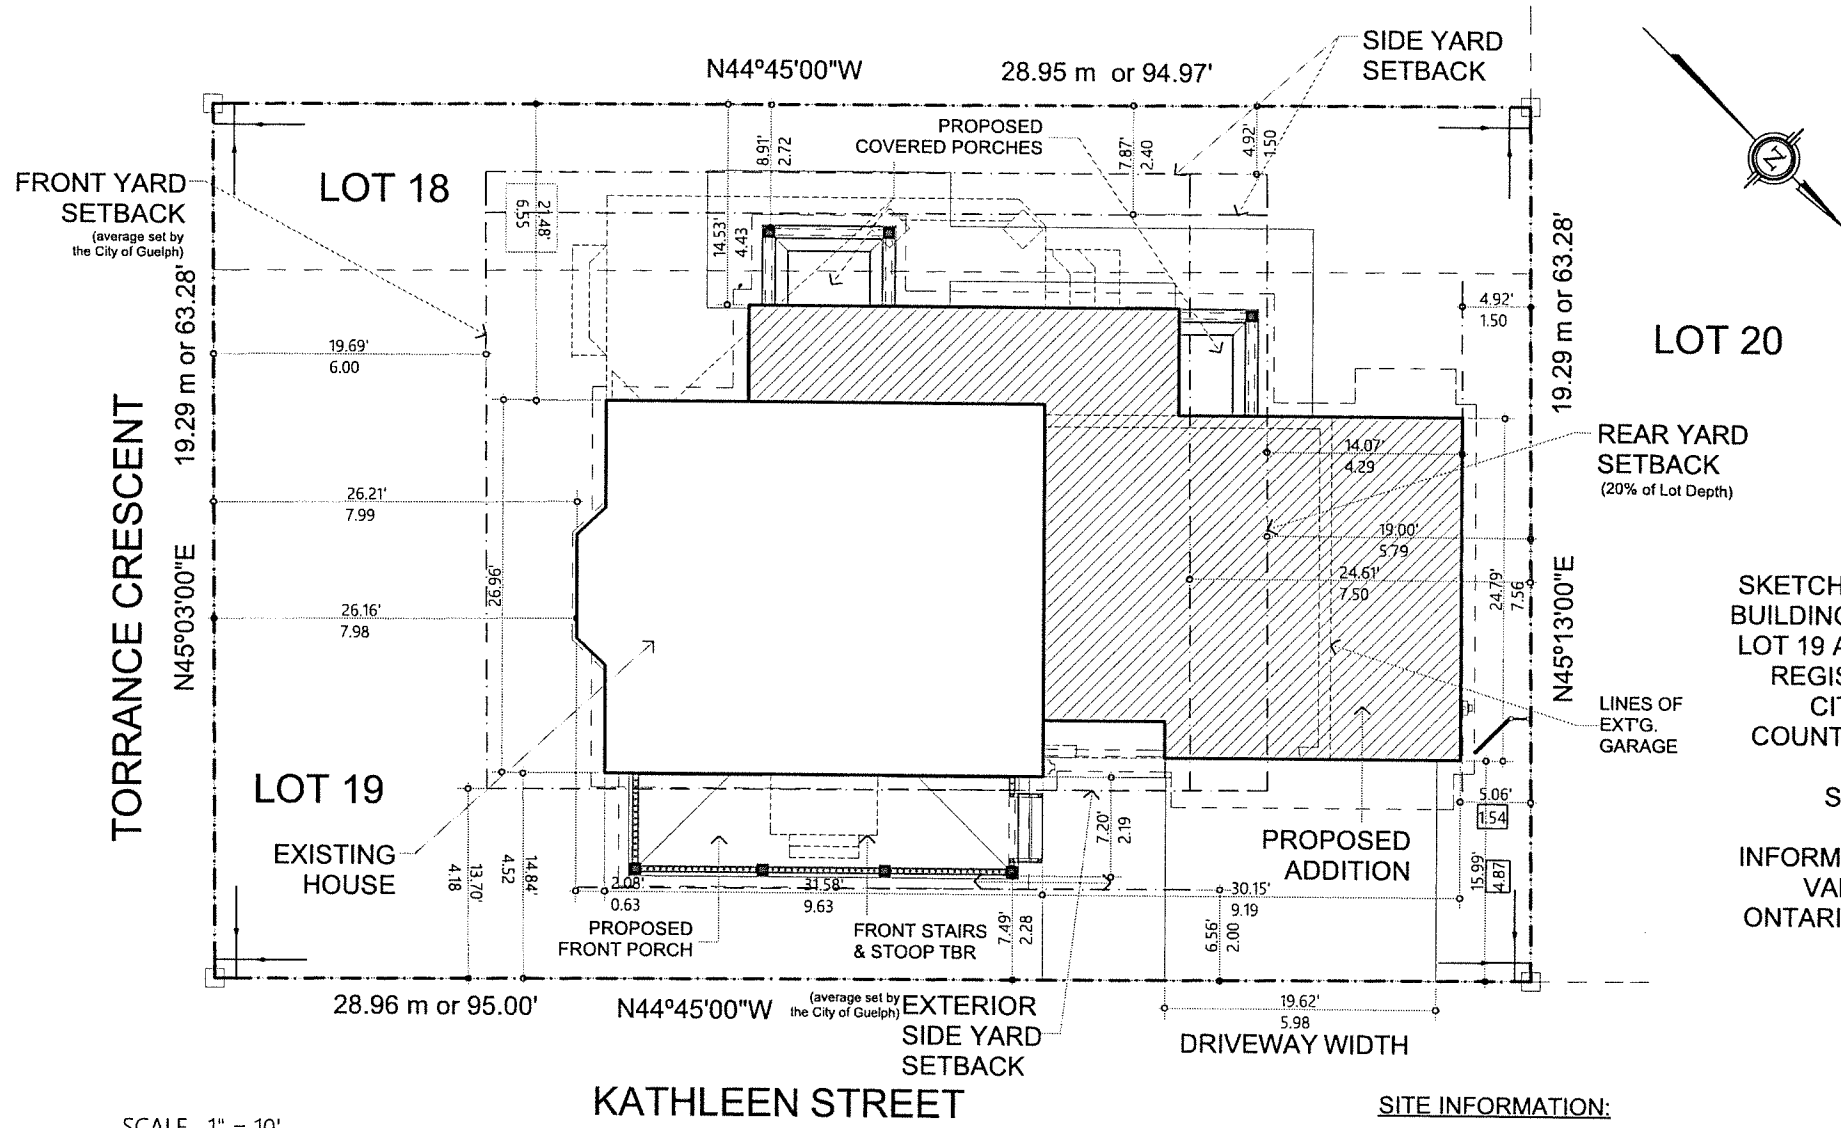 N44º45'00"W
28.95 m or 94.97'
SIDE YARD
SETBACK
FRONT YARD
SETBACK
(average set by
the City of Guelph)
LOT 18
21.48'
6.55
8.91'
2.72
14.53'
4.43
PROPOSED
COVERED PORCHES
7.87'
2.40
4.92'
1.50
N
19.29 m or 63.28'
19.29 m or 63.28'
4.92'
1.50
LOT 20
19.69'
6.00
TORRANCE CRESCENT
N45º03'00"E
26.21'
7.99
26.96'
26.16'
7.98
14.07'
4.29
REAR YARD
SETBACK
(20% of Lot Depth)
19.00'
5.79
24.61'
7.50
24.79'
7.56
N45º13'00"E
LINES OF
EXT'G.
GARAGE
SKETCH
BUILDING
LOT 19 A
REGIS
CIT
COUNT
S
INFORM
VAI
ONTARI
LOT 19
EXISTING
HOUSE
13.70'
4.18
14.84'
4.52
2.08'
0.63
31.58'
9.63
PROPOSED
FRONT PORCH
FRONT STAIRS
& STOOP TBR
7.49'
2.28
7.20'
2.19
PROPOSED
ADDITION
30.15'
9.19
6.56'
2.00
5.06'
1.54
15.99'
4.87
28.96 m or 95.00'
N44º45'00"W
(average set by
the City of Guelph)
EXTERIOR
SIDE YARD
SETBACK
19.62'
5.98
DRIVEWAY WIDTH
KATHLEEN STREET
SITE INFORMATION:
SCALE 1" = 10'